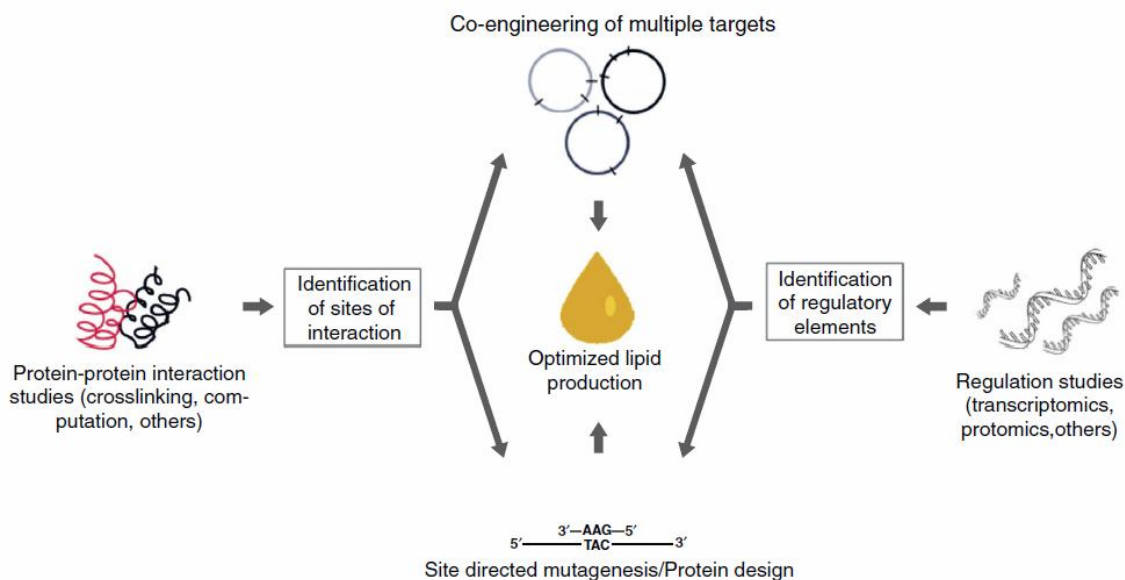 Co-engineering of multiple targets
Identification
of sites of
interaction
Identification
of regulatory
elements
Optimized lipid
production
Protein-protein interaction
studies (crosslinking, com-
putation, others)
Regulation studies
(transcriptomics,
protomics,others)
3′—AAG—5′
5′ TAC 3′
Site directed mutagenesis/Protein design